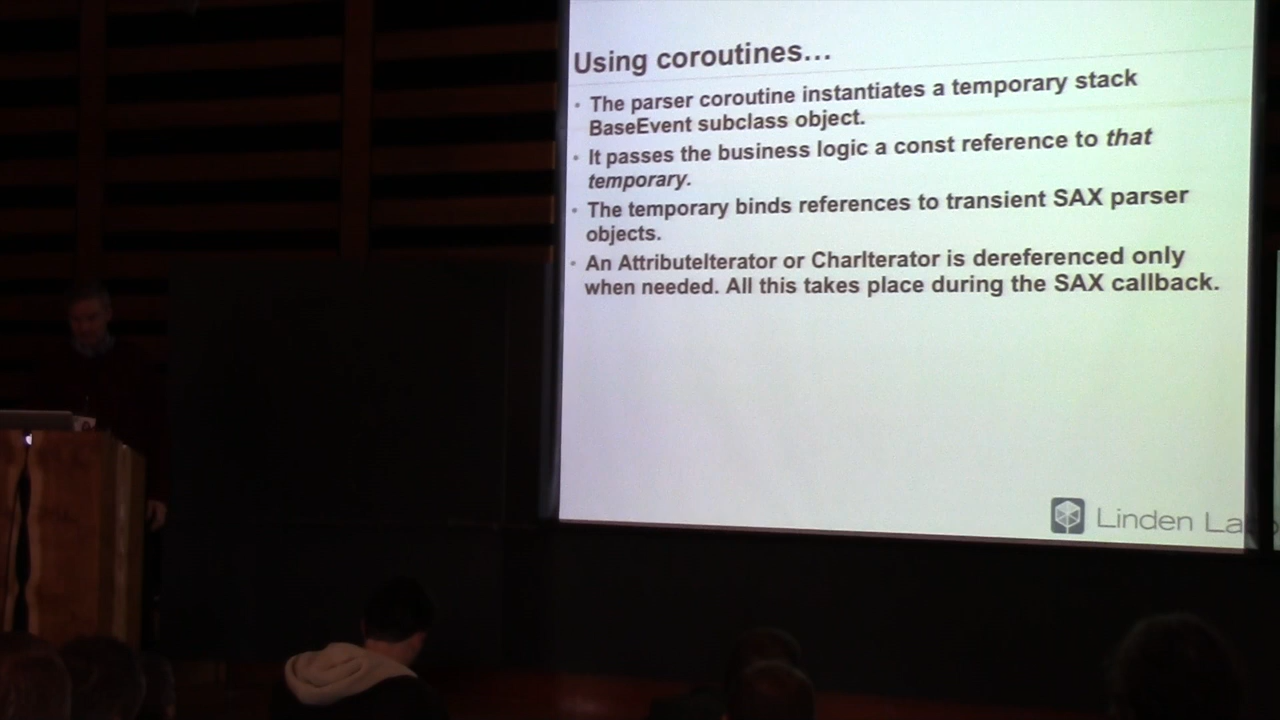 Using coroutines…
• The parser coroutine instantiates a temporary stack
BaseEvent subclass object.
• It passes the business logic a const reference to that
temporary.
• The temporary binds references to transient SAX parser
objects.
• An AttributeIterator or CharIterator is dereferenced only
when needed. All this takes place during the SAX callback.
Linden La